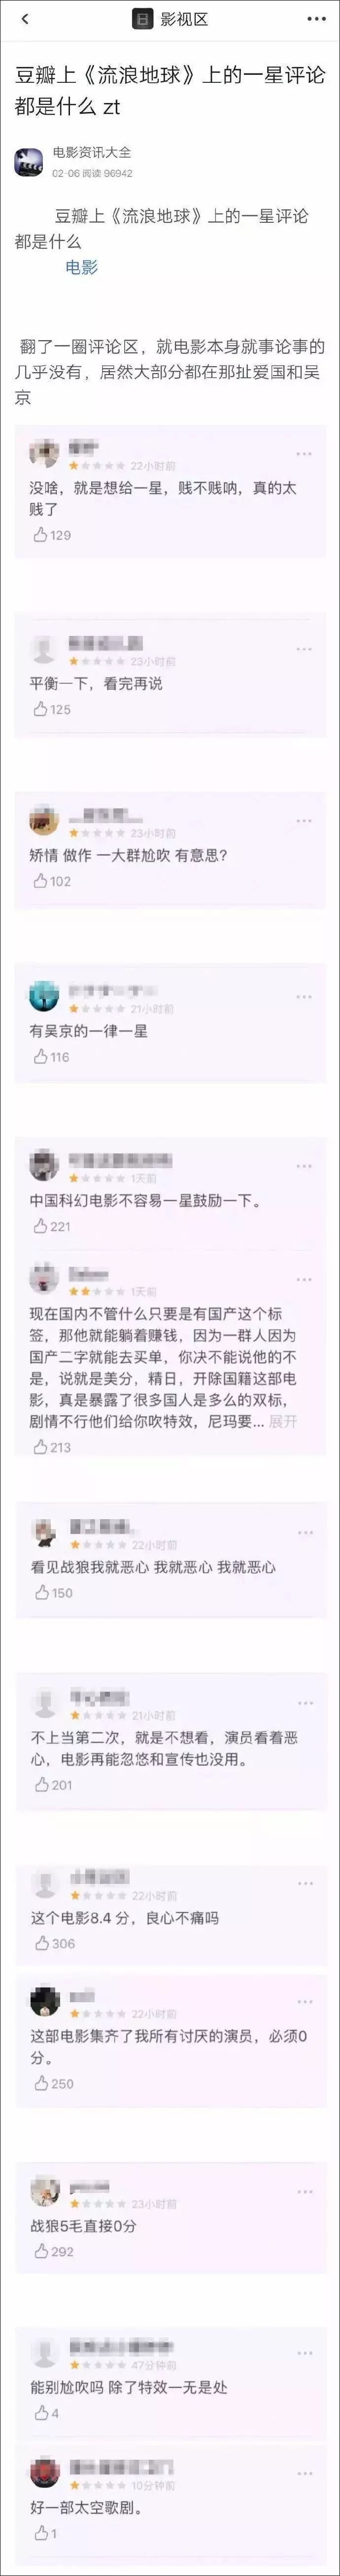 影视区
豆瓣上《流浪地球》上的一星评论
都是什么 zt
电影资讯大全
02-06 阅读 96942
豆瓣上《流浪地球》上的一星评论
都是什么
电影
翻了一圈评论区，就电影本身就事论事的
几乎没有，居然大部分都在那扯爱国和吴
京
22小时前
没啥，就是想给一星，贱不贱呐，真的太
贱了
129
23小时前
平衡一下，看完再说
125
23小时前
矫情 做作 一大群尬吹 有意思?
102
21小时前
有吴京的一律一星
116
1天前
中国科幻电影不容易一星鼓励一下。
221
1天前
现在国内不管什么只要是有国产这个标
签，那他就能躺着赚钱，因为一群人因为
国产二字就能去买单，你决不能说他的不
是，说就是美分，精日，开除国籍这部电
影，真是暴露了很多国人是多么的双标，
剧情不行他们给你吹特效，尼玛要... 展开
213
22小时前
看见战狼我就恶心 我就恶心 我就恶心
150
21小时前
不上当第二次，就是不想看，演员看着恶
心，电影再能忽悠和宣传也没用。
201
22小时前
这个电影8.4 分，良心不痛吗
306
22小时前
这部电影集齐了我所有讨厌的演员，必须0
分。
250
23小时前
战狼5毛直接0分
292
47分钟前
能别尬吹吗 除了特效一无是处
4
10分钟前
好一部太空歌剧。
1